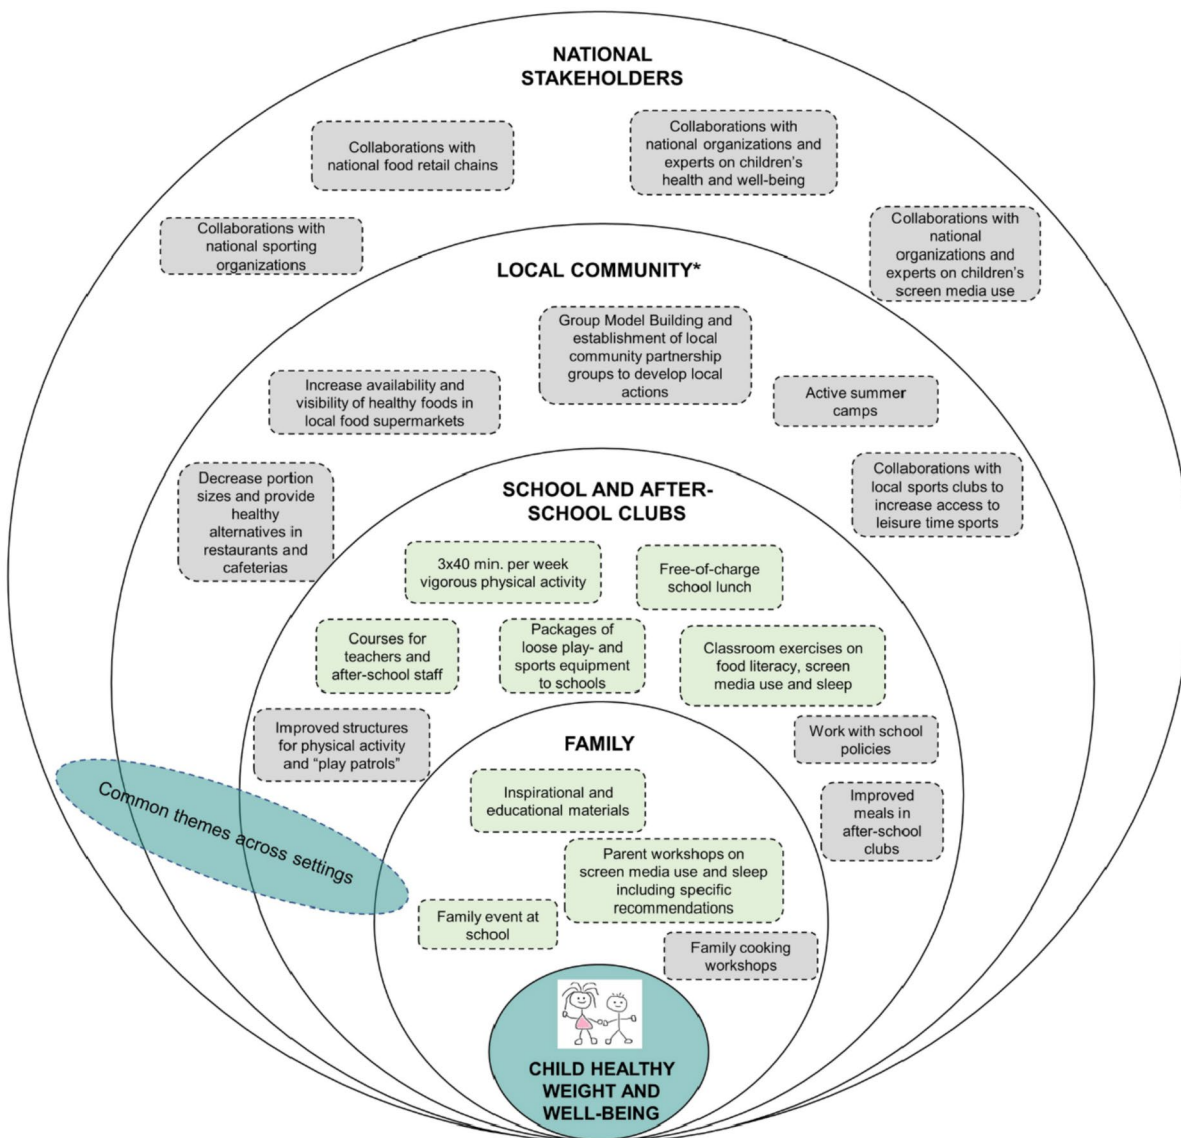 NATIONAL
STAKEHOLDERS
Collaborations with
national food retail chains
Collaborations with
national organizations and
experts on children's
health and well-being
Collaborations with
national sporting
organizations
Collaborations with
national
organizations and
experts on children's
screen media use
LOCAL COMMUNITY*
Group Model Building and
establishment of local
community partnership
groups to develop local
actions
Increase availability and
visibility of healthy foods in
local food supermarkets
Active summer
camps
Decrease portion
sizes and provide
healthy
alternatives in
restaurants and
cafeterias
Collaborations with
local sports clubs to
increase access to
leisure time sports
SCHOOL AND AFTER-
SCHOOL CLUBS
3x40 min. per week
vigorous physical activity
Free-of-charge
school lunch
Courses for
teachers and
after-school staff
Packages of
loose play- and
sports equipment
to schools
Classroom exercises on
food literacy, screen
media use and sleep
Improved structures
for physical activity
and “play patrols”
Work with school
policies
Improved
meals in
after-school
clubs
FAMILY
Inspirational and
educational materials
Parent workshops on
screen media use and sleep
including specific
recommendations
Family event at
school
Family cooking
workshops
Common themes across settings
CHILD HEALTHY
WEIGHT AND
WELL-BEING